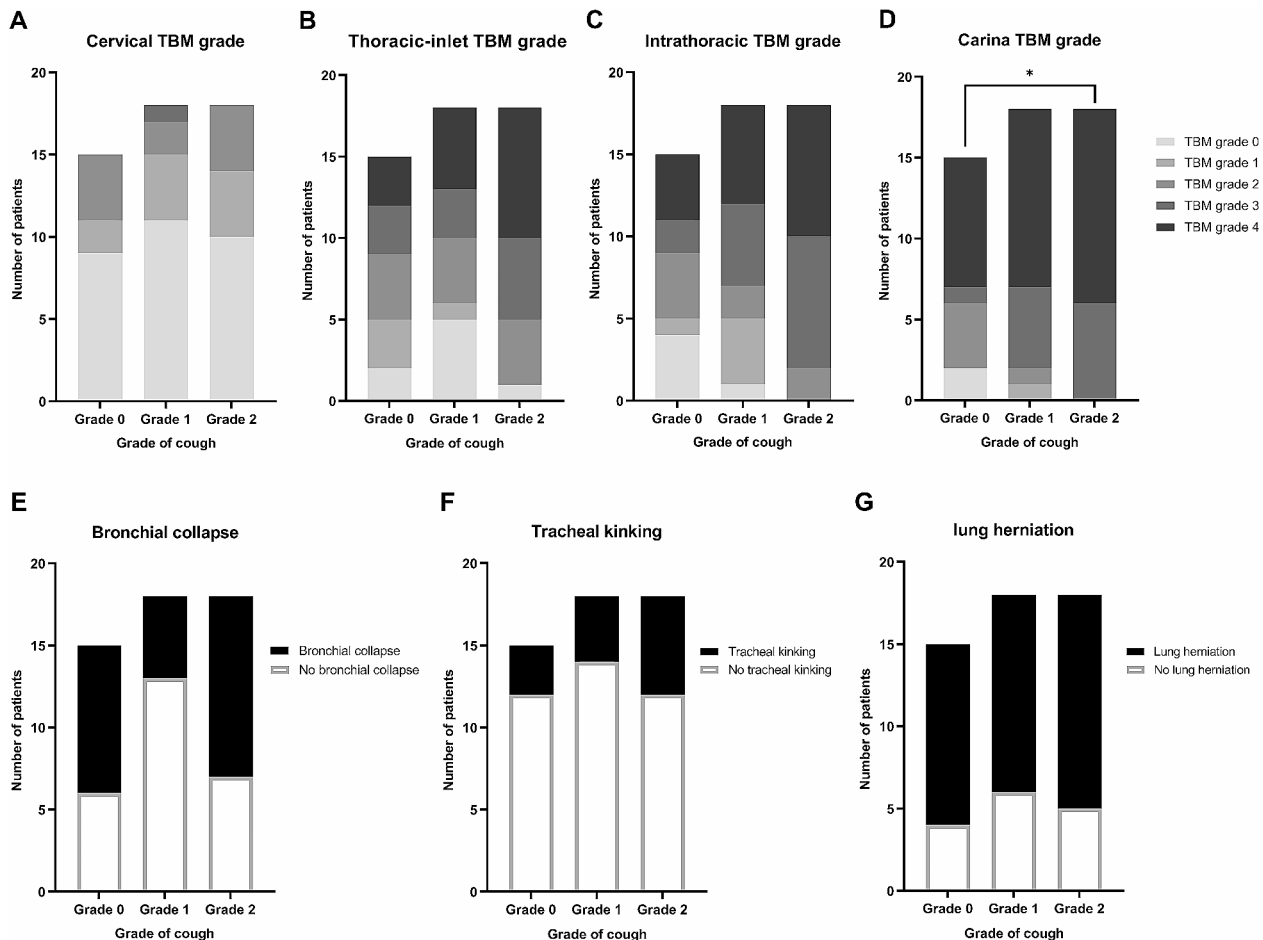 A
Cervical TBM grade
20
15
10
5
0
Number of patients
Grade 0 Grade 1 Grade 2
Grade of cough
B
Thoracic-inlet TBM grade
20
15
10
5
0
Number of patients
Grade 0 Grade 1 Grade 2
Grade of cough
C
Intrathoracic TBM grade
20
15
10
5
0
Number of patients
Grade 0 Grade 1 Grade 2
Grade of cough
D
Carina TBM grade
20
15
10
5
0
Number of patients
*
Grade 0 Grade 1 Grade 2
Grade of cough
TBM grade 0
TBM grade 1
TBM grade 2
TBM grade 3
TBM grade 4
E
Bronchial collapse
20
15
10
5
0
Number of patients
Grade 0 Grade 1 Grade 2
Grade of cough
Bronchial collapse
No bronchial collapse
F
Tracheal kinking
20
15
10
5
0
Number of patients
Grade 0 Grade 1 Grade 2
Grade of cough
Tracheal kinking
No tracheal kinking
G
lung herniation
20
15
10
5
0
Number of patients
Grade 0 Grade 1 Grade 2
Grade of cough
Lung herniation
No lung herniation